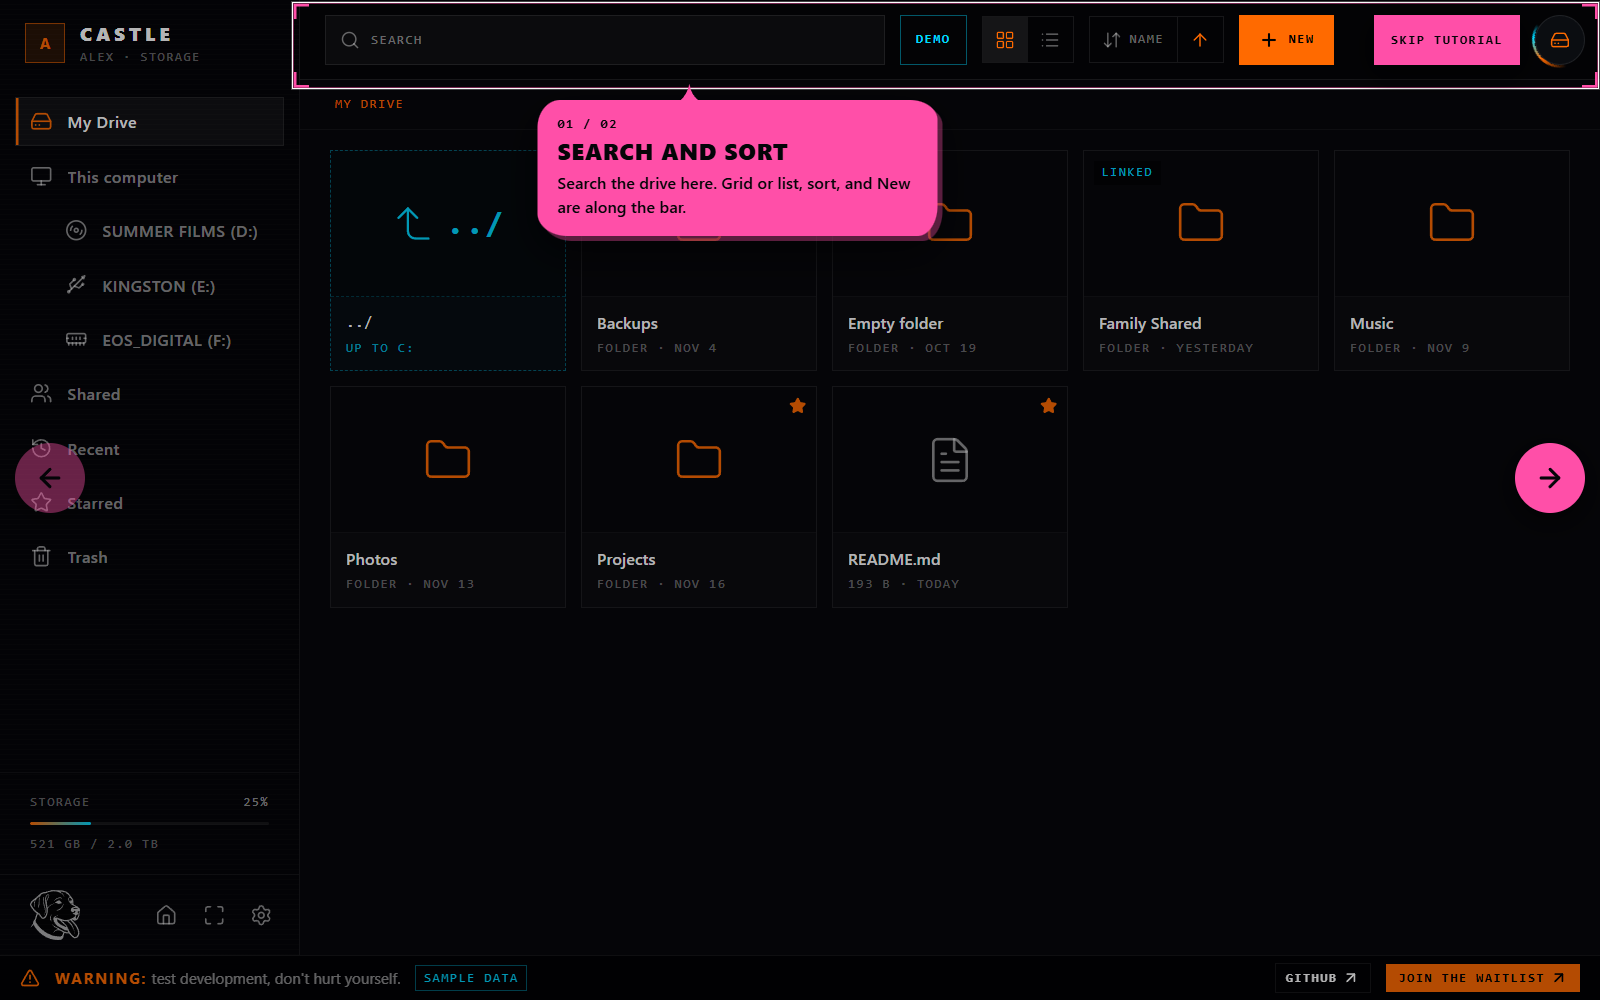 A
CASTLE
ALEX · STORAGE
SEARCH
DEMO
NAME
NEW
SKIP TUTORIAL
My Drive
This computer
SUMMER FILMS (D:)
KINGSTON (E:)
EOS_DIGITAL (F:)
Shared
Recent
Starred
Trash
STORAGE 25%
521 GB / 2.0 TB
MY DRIVE
01 / 02
SEARCH AND SORT
Search the drive here. Grid or list, sort, and New
are along the bar.
../
../
UP TO C:
Backups
FOLDER · NOV 4
Empty folder
FOLDER · OCT 19
LINKED
Family Shared
FOLDER · YESTERDAY
Music
FOLDER · NOV 9
Photos
FOLDER · NOV 13
Projects
FOLDER · NOV 16
README.md
193 B · TODAY
WARNING: test development, don't hurt yourself.
SAMPLE DATA
GITHUB
JOIN THE WAITLIST